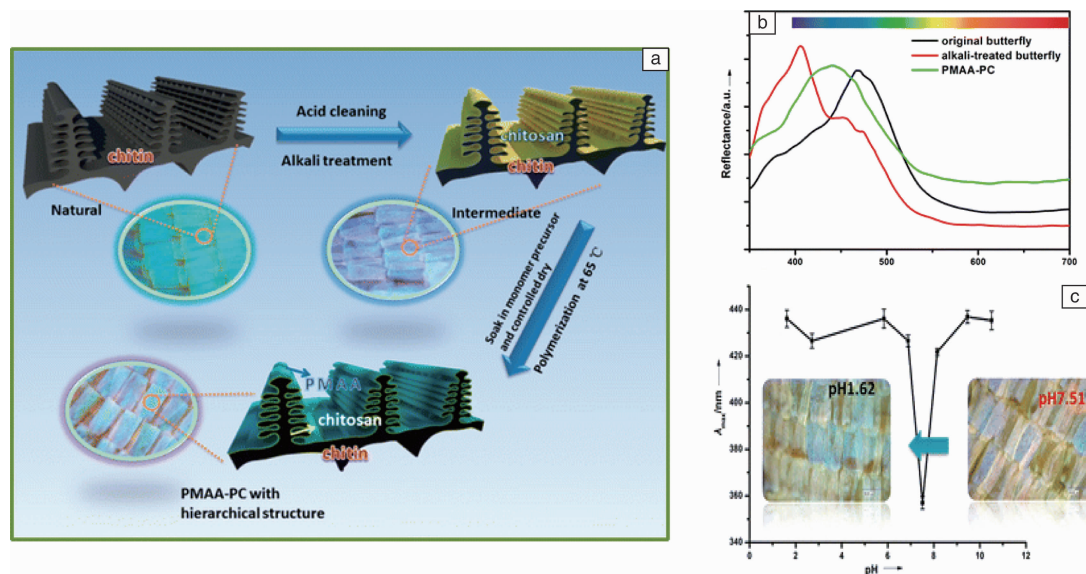 a
Acid cleaning
Alkali treatment
chitin
chitosan
chitin
Natural
Intermediate
Soak in monomer precursor
and controlled dry
Polymerization at 65 ℃
PMAA
chitosan
chitin
PMAA-PC with
hierarchical structure
b
original butterfly
alkali-treated butterfly
PMAA-PC
Reflectance/a.u.
400 500 600 700
c
440
420
400
380
360
340
λmax/nm
pH1.62
pH7.51
0 2 4 6 8 10 12
pH